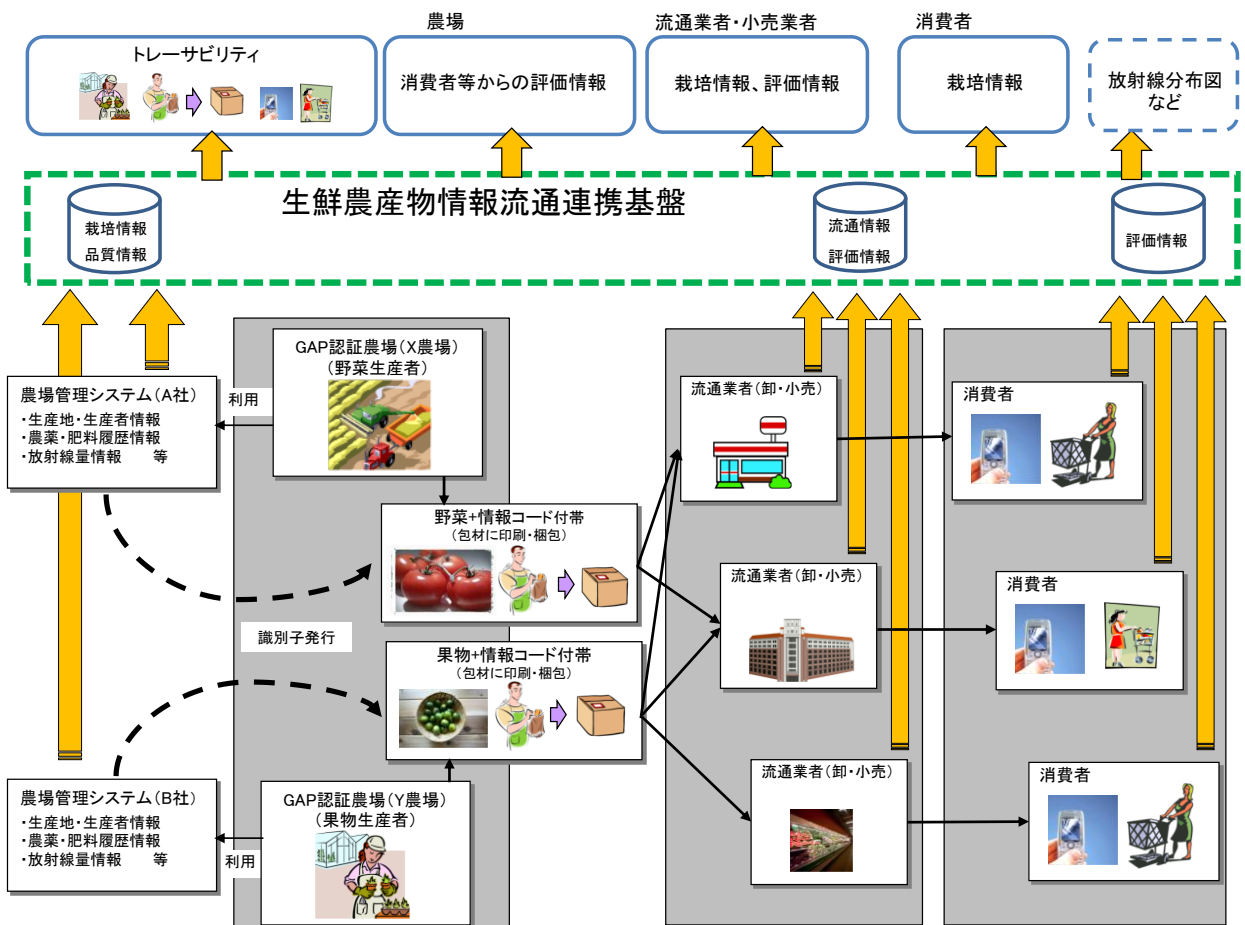 農場
流通業者・小売業者
消費者
トレーサビリティ
消費者等からの評価情報
栽培情報、評価情報
栽培情報
放射線分布図
など
生鮮農産物情報流通連携基盤
栽培情報
品質情報
流通情報
評価情報
評価情報
農場管理システム(A社)
・生産地・生産者情報
・農薬・肥料履歴情報
・放射線量情報　等
利用
GAP認証農場(X農場)
(野菜生産者)
流通業者(卸・小売)
消費者
野菜+情報コード付帯
(包材に印刷・梱包)
流通業者(卸・小売)
消費者
識別子発行
果物+情報コード付帯
(包材に印刷・梱包)
流通業者(卸・小売)
消費者
農場管理システム(B社)
・生産地・生産者情報
・農薬・肥料履歴情報
・放射線量情報　等
利用
GAP認証農場(Y農場)
(果物生産者)